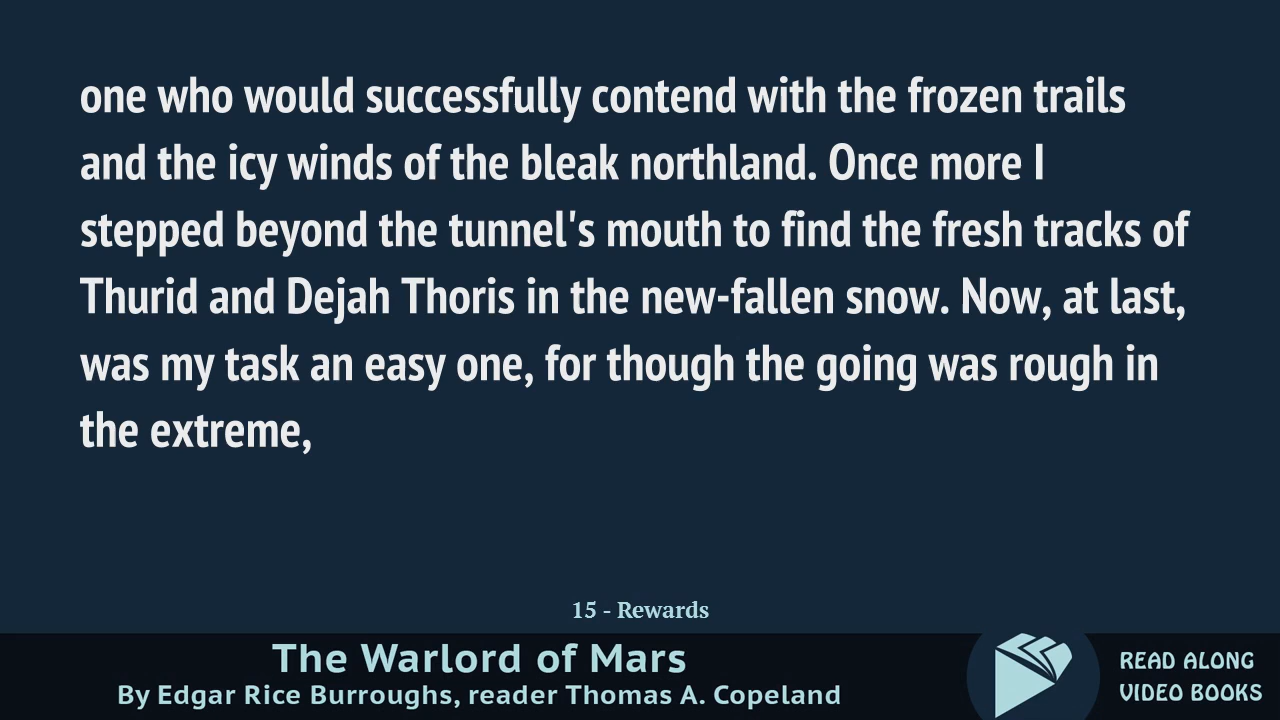 one who would successfully contend with the frozen trails
and the icy winds of the bleak northland. Once more I
stepped beyond the tunnel's mouth to find the fresh tracks of
Thurid and Dejah Thoris in the new-fallen snow. Now, at last,
was my task an easy one, for though the going was rough in
the extreme,
15 - Rewards
The Warlord of Mars
By Edgar Rice Burroughs, reader Thomas A. Copeland
READ ALONG
VIDEO BOOKS